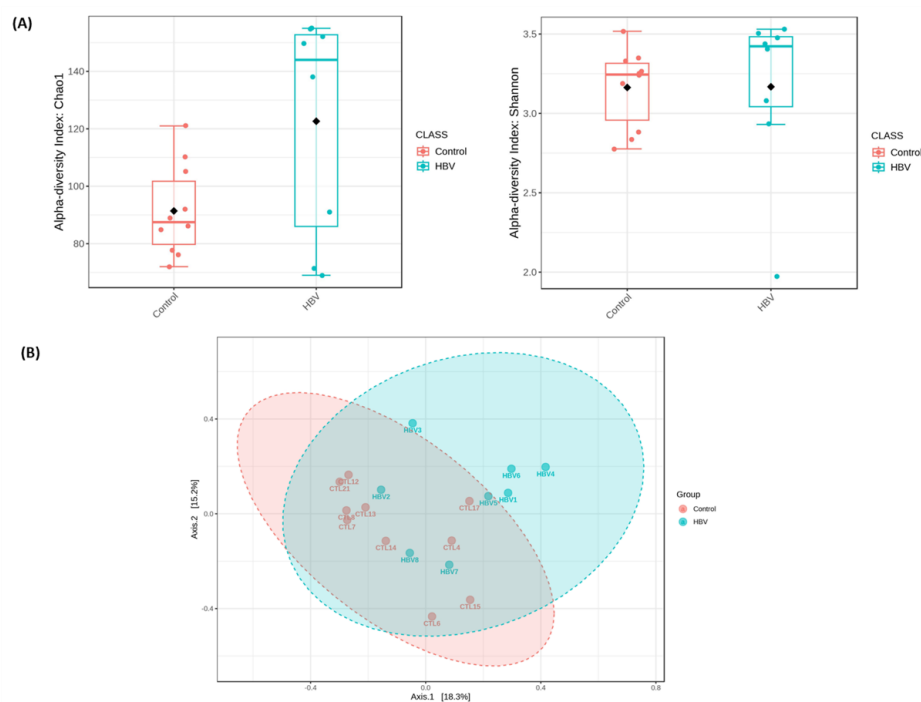 (A)
Alpha-diversity Index: Chao1
140
120
100
80
Control
HBV
CLASS
Control
HBV
Alpha-diversity Index: Shannon
3.5
3.0
2.5
2.0
Control
HBV
CLASS
Control
HBV
(B)
Axis.2 [15.2%]
0.4
0.0
-0.4
HBV3
HBV6
HBV4
CTL12
CTL21
HBV2
HBV5
HBV1
CTL17
CTL13
CTL7
CTL14
HBV8
CTL4
HBV7
CTL15
-0.4
0.0
0.4
0.8
Axis.1 [18.3%]
Group
Control
HBV